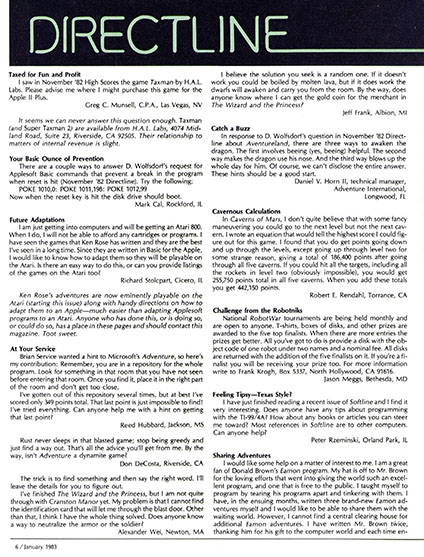 DIRECTLINE
Taxed for Fun and Profit
I saw in November '82 High Scores the game Taxman by H.A.L.
Labs. Please advise me where I might purchase this game for the
Apple II Plus.
Greg C. Munsell, C.P.A., Las Vegas, NV
It seems we can never answer this question enough. Taxman
(and Super Taxman 2) are available from H.A.L. Labs, 4074 Mid-
land Road, Suite 23, Riverside, CA 92505. Their relationship to
matters of internal revenue is slight.
Your Basic Ounce of Prevention
There are a couple ways to answer D. Wolfsdorf's request for
Applesoft Basic commands that prevent a break in the program
when reset is hit (November '82 Directline). Try the following:
POKE 1010,0: POKE 1011,198: POKE 1012,99
Now when the reset key is hit the disk drive should boot.
Mark Cal, Rockford, IL
Future Adaptations
I am just getting into computers and will be getting an Atari 800.
When I do, I will not be able to afford any cartridges or programs. I
have seen the games that Ken Rose has written and they are the best
I've seen in a long time. Since they are written in Basic for the Apple,
I would like to know how to adapt them so they will be playable on
the Atari. Is there an easy way to do this, or can you provide listings
of the games on the Atari too?
Richard Stolcpart, Cicero, IL
Ken Rose's adventures are now eminently playable on the
Atari (starting this issue) along with handy directions on how to
adapt them to an Apple—much easier than adapting Applesoft
programs to an Atari. Anyone who has done this, or is doing so,
or could do so, has a place in these pages and should contact this
magazine. Toot sweet.
At Your Service
Brian Service wanted a hint to Microsoft's Adventure, so here's
my contribution: Remember, you are in a repository for the whole
program. Look for something in that room that you have not seen
before entering that room. Once you find it, place it in the right part
of the room and don't get too close.
I've gotten out of this repository several times, but at best I've
scored only 349 points total. That last point is just impossible to find!
I've tried everything. Can anyone help me with a hint on getting
that last point?
Reed Hubbard, Jackson, MS
Rust never sleeps in that blasted game; stop being greedy and
just find a way out. That's all the advice you'll get from me. By the
way, isn't Adventure a dynamite game?
Don DeCosta, Riverside, CA
The trick is to find something and then say the right word. I'll
leave the details for you to figure out.
I've finished The Wizard and the Princess, but I am not quite
through with Cranston Manor yet. My problem is that I cannot find
the identification card that will let me through the blast door. Other
than that, I think I have the whole thing solved. Does anyone know
a way to neutralize the armor or the soldier?
Alexander Wei, Newton, MA
6 / January 1983
I believe the solution you seek is a random one. If it doesn't
work you could be boiled by molten lava, but if it does work the
dwarfs will awaken and carry you from the room. By the way, does
anyone know where I can get the gold coin for the merchant in
The Wizard and the Princess?
Jeff Frank, Albion, MI
Catch a Buzz
In response to D. Wolfsdorf's question in November '82 Direct-
line about Aventureland, there are three ways to awaken the
dragon. The first involves beeing (yes, beeing) helpful. The second
way makes the dragon use his nose. And the third way blows up the
whole day for him. Of course, we can't disclose the entire answer.
These hints should be a good start.
Daniel V. Horn II, technical manager,
Adventure International,
Longwood, FL
Cavernous Calculations
In Caverns of Mars, I don't quite believe that with some fancy
maneuvering you could go to the next level but not the next cav-
ern. I wrote an equation that would tell the highest score I could fig-
ure out for this game. I found that you do get points going down
and up through the levels, except going up through level two for
some strange reason, giving a total of 186,400 points after going
through all five caverns. If you could hit all the targets, including all
the rockets in level two (obviously impossible), you would get
255,750 points total in all five caverns. When you add these totals
you get 442,150 points.
Robert E. Rendahl, Torrance, CA
Challenge from the Robotniks
National RobotWar tournaments are being held monthly and
are open to anyone. T-shirts, boxes of disks, and other prizes are
awarded to the five top finalists. When there are more entries the
prizes get better. All you've got to do is provide a disk with the ob-
ject code of one robot under two names and a nominal fee. All disks
are returned with the addition of the five finalists on it. If you're a fi-
nalist you will be receiving your prize too. For more information
write to Frank Krogh, Box 5337, North Hollywood, CA 91616.
Jason Meggs, Bethesda, MD
Feeling Tipsy—Texas Style?
I have just finished reading a recent issue of Softline and I find it
very interesting. Does anyone have any tips about programming
with the TI-99/4A? How about any books or articles you can steer
me toward? Most references in Softline are to other computers.
Can anyone help?
Peter Rzeminski, Orland Park, IL
Sharing Adventures
I would like some help on a matter of interest to me. I am a great
fan of Donald Brown's Eamon program. My hat is off to Mr. Brown
for the loving efforts that went into giving the world such an excel-
lent program, and one that is free to the public. I taught myself to
program by tearing his programs apart and tinkering with them. I
have, in the ensuing months, written three brand-new Eamon ad-
ventures myself and I would like to be able to share them with the
waiting world. However, I cannot find a central clearing house for
additional Eamon adventures. I have written Mr. Brown twice,
thanking him for his gift to the computer world and each time en-